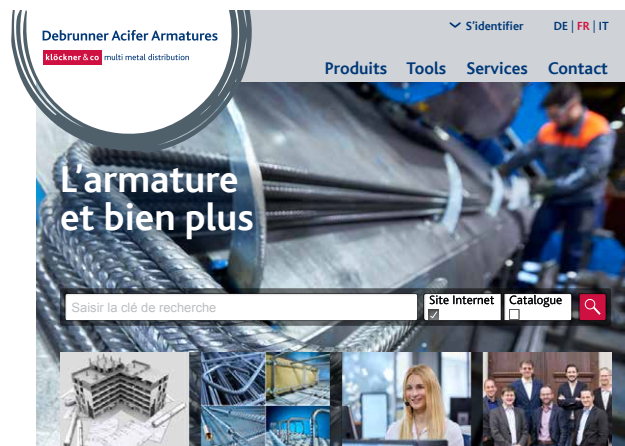 Debrunner Acifer Armatures
klöckner & co multi metal distribution
S'identifier DE | FR | IT
Produits Tools Services Contact
L'armature
et bien plus
Saisir la clé de recherche
Site Internet
Catalogue